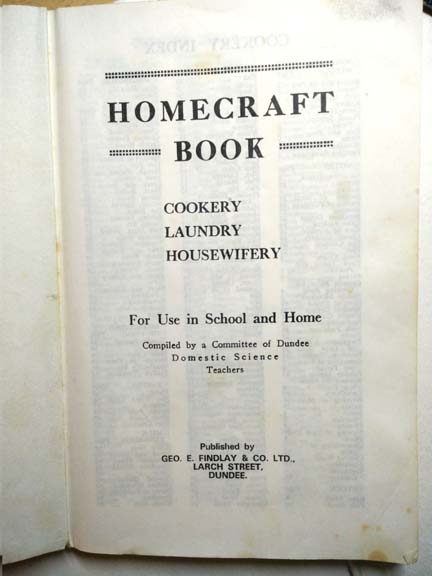 HOMECRAFT
BOOK
COOKERY
LAUNDRY
HOUSEWIFERY
For Use in School and Home
Compiled by a Committee of Dundee
Domestic Science
Teachers
Published by
GEO. E. FINDLAY & CO. LTD.,
LARCH STREET,
DUNDEE.